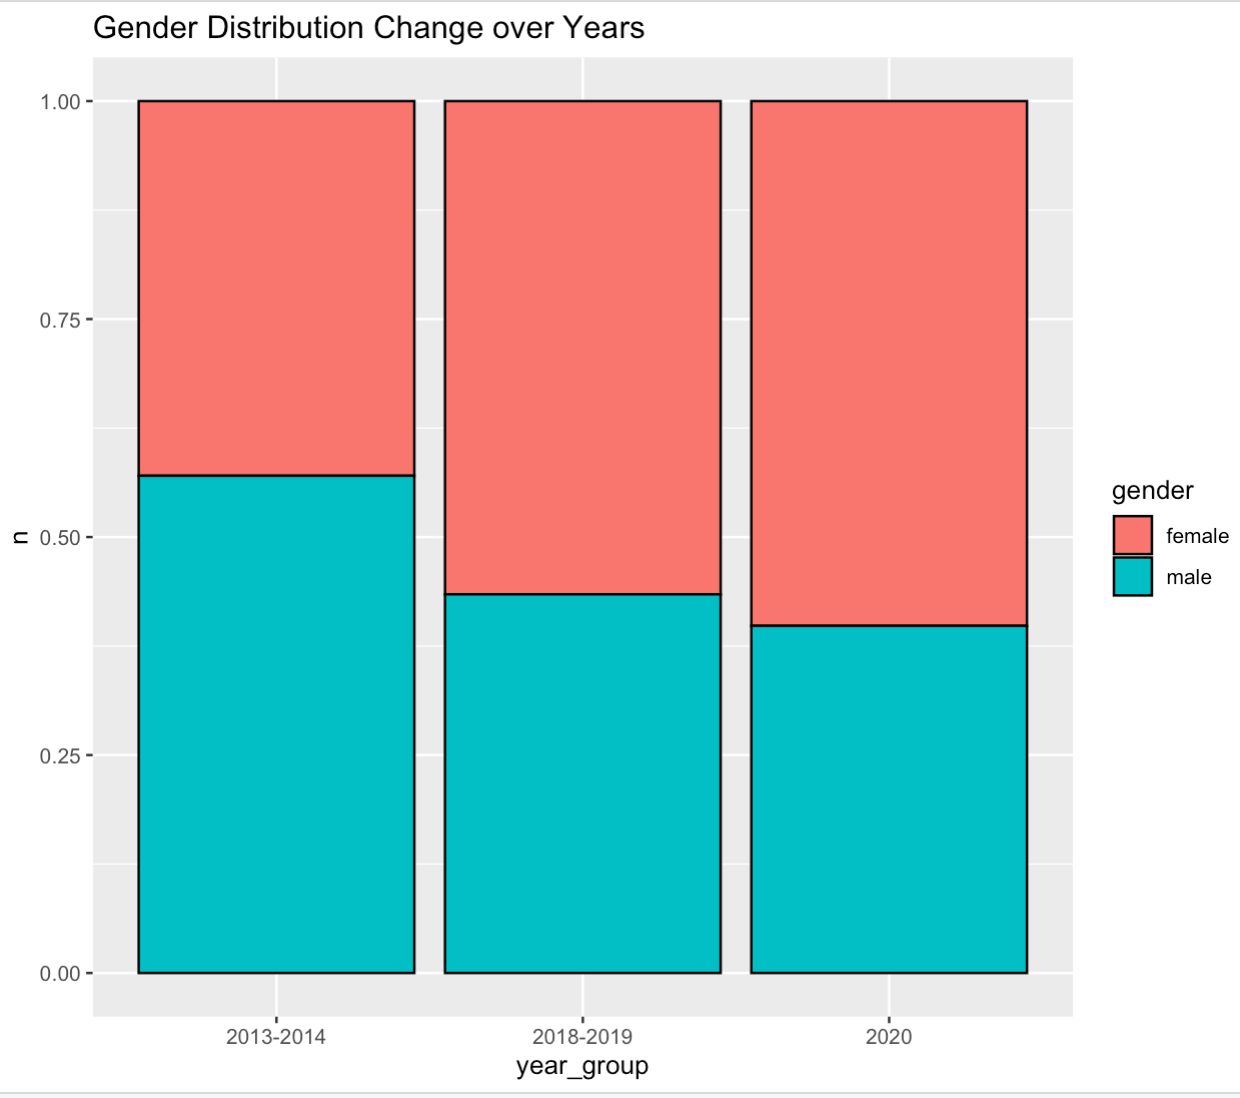 Gender Distribution Change over Years
1.00
0.75
0.50
0.25
0.00
n
2013-2014 2018-2019 2020
year_group
gender
female
male